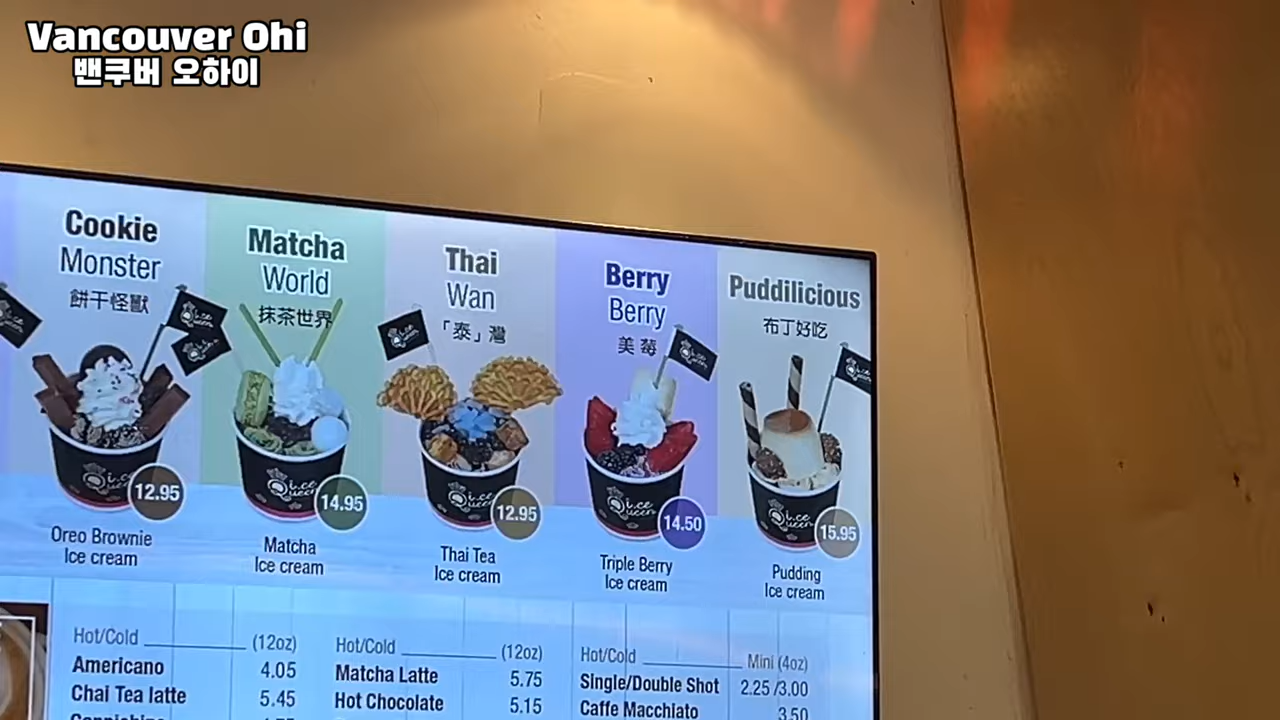 Vancouver Ohi
밴쿠버 오하이
Cookie
Monster
餅干怪獸
12.95
Oreo Brownie
Ice cream
Matcha
World
抹茶世界
14.95
Matcha
Ice cream
Thai
Wan
「泰」灣
12.95
Thai Tea
Ice cream
Berry
Berry
美莓
14.50
Triple Berry
Ice cream
Puddilicious
布丁好吃
15.95
Pudding
Ice cream
Hot/Cold (12oz)
Americano 4.05
Chai Tea latte 5.45
Hot/Cold (12oz)
Matcha Latte 5.75
Hot Chocolate 5.15
Hot/Cold Mini (4oz)
Single/Double Shot 2.25 /3.00
Caffe Macchiato 3.50